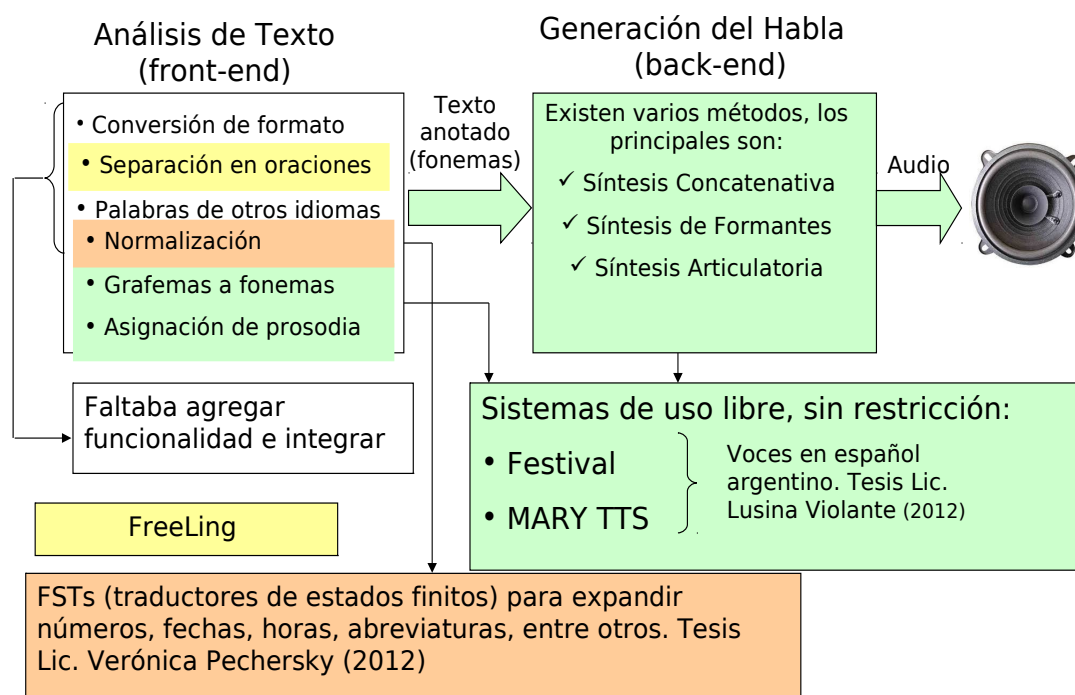 Análisis de Texto
(front-end)
Generación del Habla
(back-end)
• Conversión de formato
• Separación en oraciones
• Palabras de otros idiomas
• Normalización
• Grafemas a fonemas
• Asignación de prosodia
Texto
anotado
(fonemas)
Existen varios métodos, los
principales son:
✓ Síntesis Concatenativa
✓ Síntesis de Formantes
✓ Síntesis Articulatoria
Audio
Faltaba agregar
funcionalidad e integrar
Sistemas de uso libre, sin restricción:
• Festival
• MARY TTS
Voces en español
argentino. Tesis Lic.
Lusina Violante (2012)
FreeLing
FSTs (traductores de estados finitos) para expandir
números, fechas, horas, abreviaturas, entre otros. Tesis
Lic. Verónica Pechersky (2012)